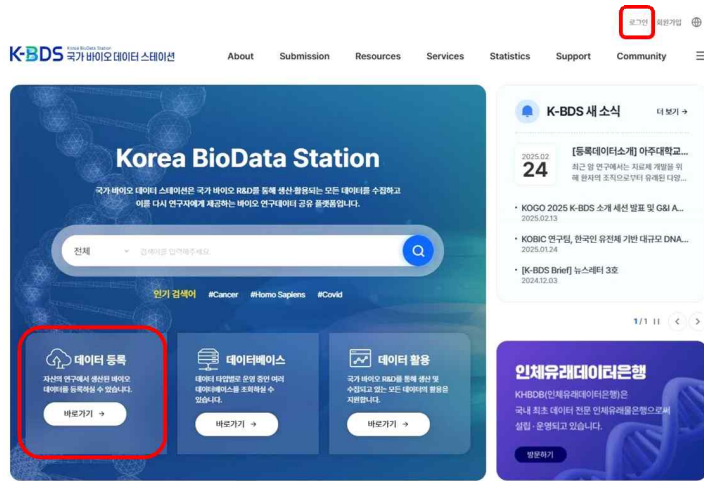 로그인 회원가입
K-BDS Korea BioData Station
국가 바이오 데이터 스테이션
About Submission Resources Services Statistics Support Community
Korea BioData Station
국가 바이오 데이터 스테이션은 국가 바이오 R&D를 통해 생산·활용되는 모든 데이터를 수집하고
이를 다시 연구자에게 제공하는 바이오 연구데이터 공유 플랫폼입니다.
전체 검색어를 입력해주세요
인기 검색어 #Cancer #Homo Sapiens #Covid
데이터 등록
자신의 연구에서 생산된 바이오
데이터를 등록하실 수 있습니다.
바로가기 →
데이터베이스
데이터 타입별로 운영 중인 여러
데이터베이스를 조회하실 수
있습니다.
바로가기 →
데이터 활용
국가 바이오 R&D를 통해 생산 및
수집되고 있는 모든 데이터의 활용을
지원합니다.
바로가기 →
K-BDS 새 소식 더 보기 →
2025.02
24
[등록데이터소개] 아주대학교...
최근 암 연구에서는 치료제 개발을 위
해 환자의 조직으로부터 유래된 다양...
• KOGO 2025 K-BDS 소개 세션 발표 및 G&I A...
2025.02.13
• KOBIC 연구팀, 한국인 유전체 기반 대규모 DNA...
2025.01.24
• [K-BDS Brief] 뉴스레터 3호
2024.12.03
1 / 1
인체유래데이터은행
KHBDB(인체유래데이터은행)은
국내 최초 데이터 전문 인체유래물은행으로써
설립·운영되고 있습니다.
방문하기